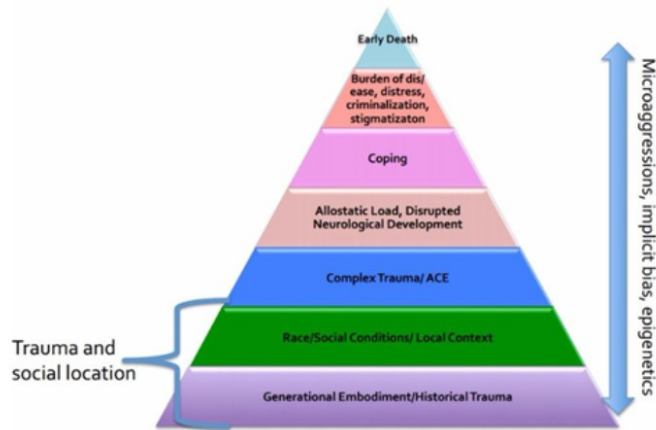 Early Death
Burden of dis/
ease, distress,
criminalization,
stigmatizaton
Coping
Allostatic Load, Disrupted
Neurological Development
Complex Trauma/ ACE
Race/Social Conditions/ Local Context
Generational Embodiment/Historical Trauma
Trauma and
social location
Microaggressions, implicit bias, epigenetics